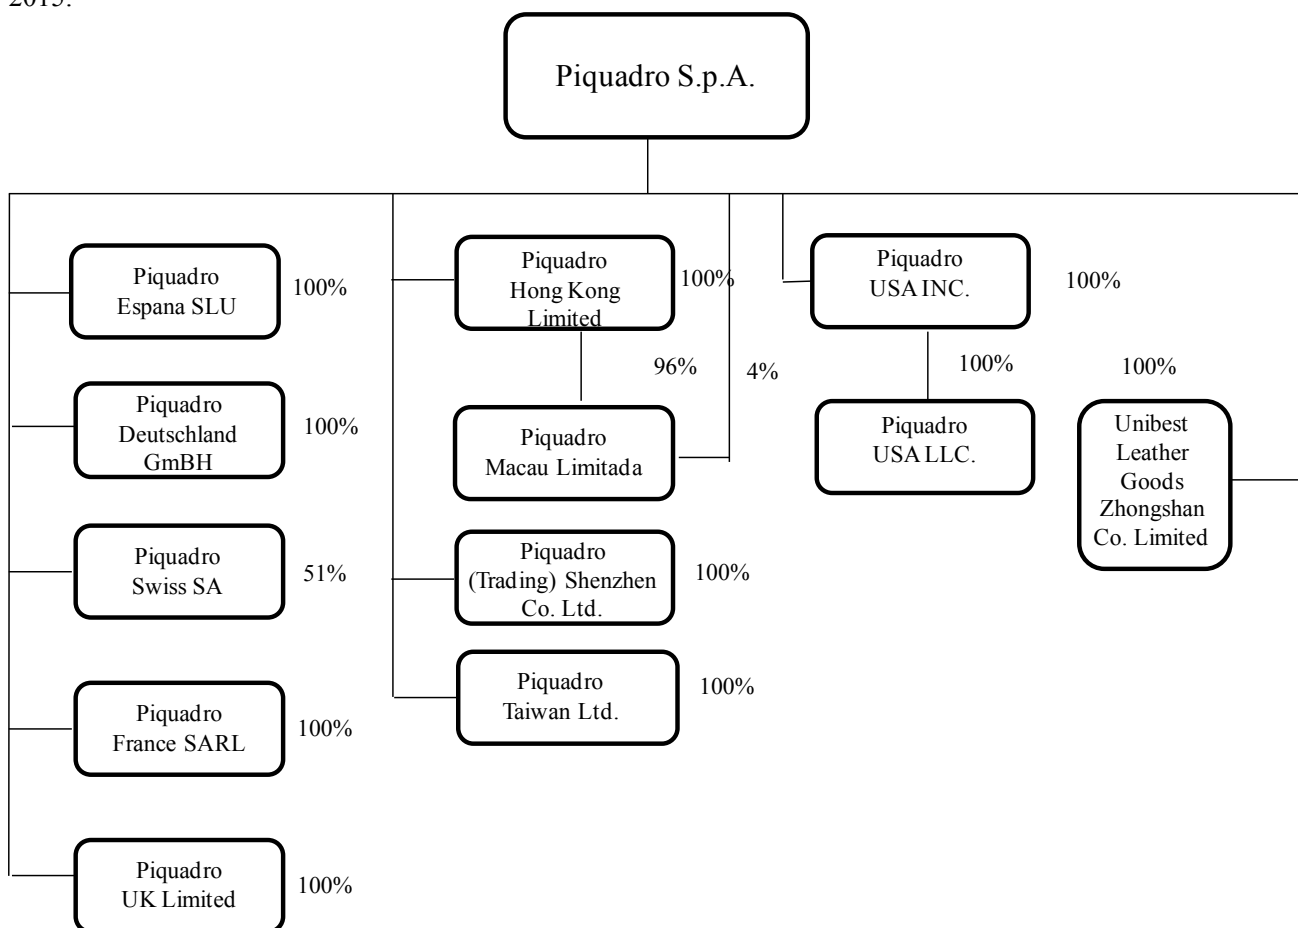 2015.
Piquadro S.p.A.
Piquadro
Espana SLU
100%
Piquadro
Deutschland
GmBH
100%
Piquadro
Swiss SA
51%
Piquadro
France SARL
100%
Piquadro
UK Limited
100%
Piquadro
Hong Kong
Limited
100%
96%
4%
Piquadro
Macau Limitada
Piquadro
(Trading) Shenzhen
Co. Ltd.
100%
Piquadro
Taiwan Ltd.
100%
Piquadro
USA INC.
100%
100%
Piquadro
USA LLC.
100%
Unibest
Leather
Goods
Zhongshan
Co. Limited